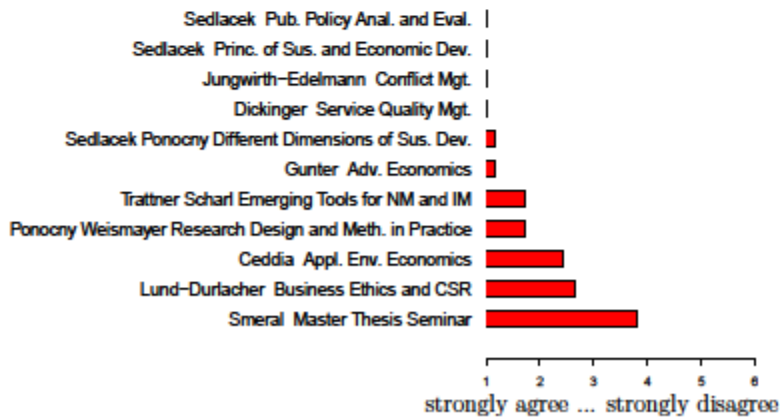 Sedlacek Pub. Policy Anal. and Eval.
Sedlacek Princ. of Sus. and Economic Dev.
Jungwirth-Edelmann Conflict Mgt.
Dickinger Service Quality Mgt.
Sedlacek Ponocny Different Dimensions of Sus. Dev.
Gunter Adv. Economics
Trattner Scharl Emerging Tools for NM and IM
Ponocny Weismayer Research Design and Meth. in Practice
Ceddia Appl. Env. Economics
Lund-Durlacher Business Ethics and CSR
Smeral Master Thesis Seminar
1 2 3 4 5 6
strongly agree ... strongly disagree